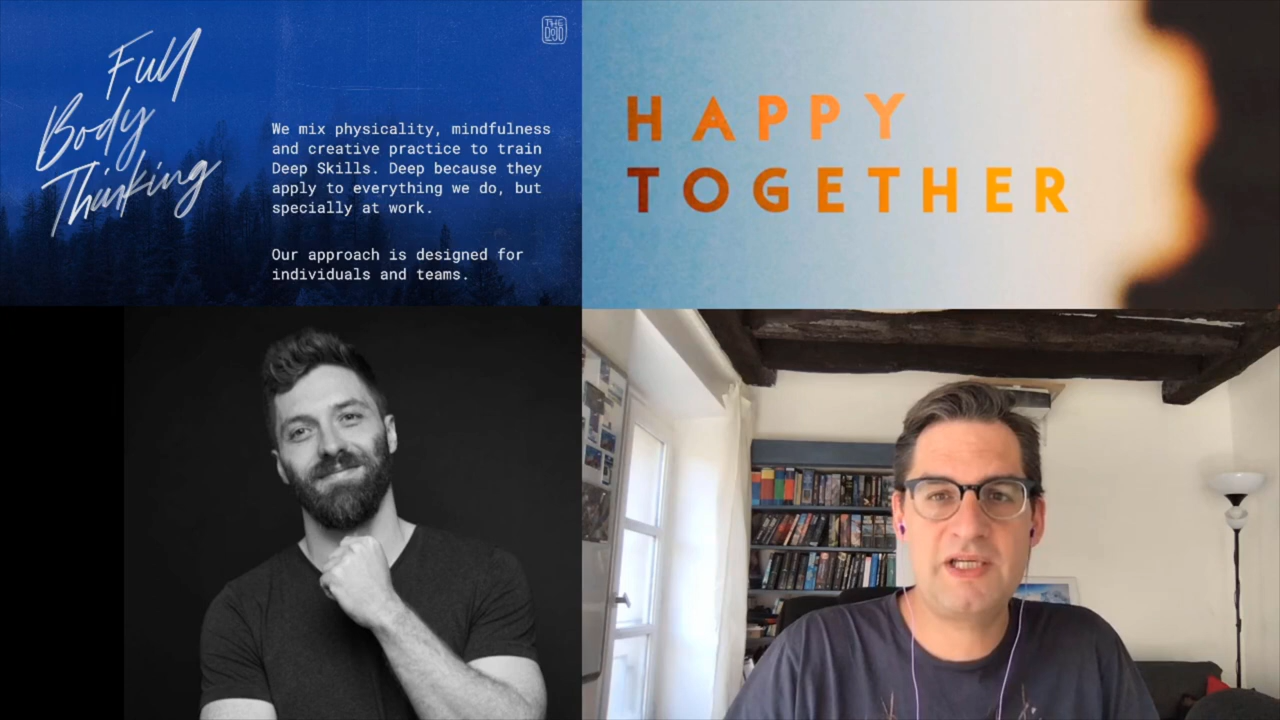 Full
Body
Thinking
THE
DOJO
We mix physicality, mindfulness
and creative practice to train
Deep Skills. Deep because they
apply to everything we do, but
specially at work.
Our approach is designed for
individuals and teams.
HAPPY
TOGETHER